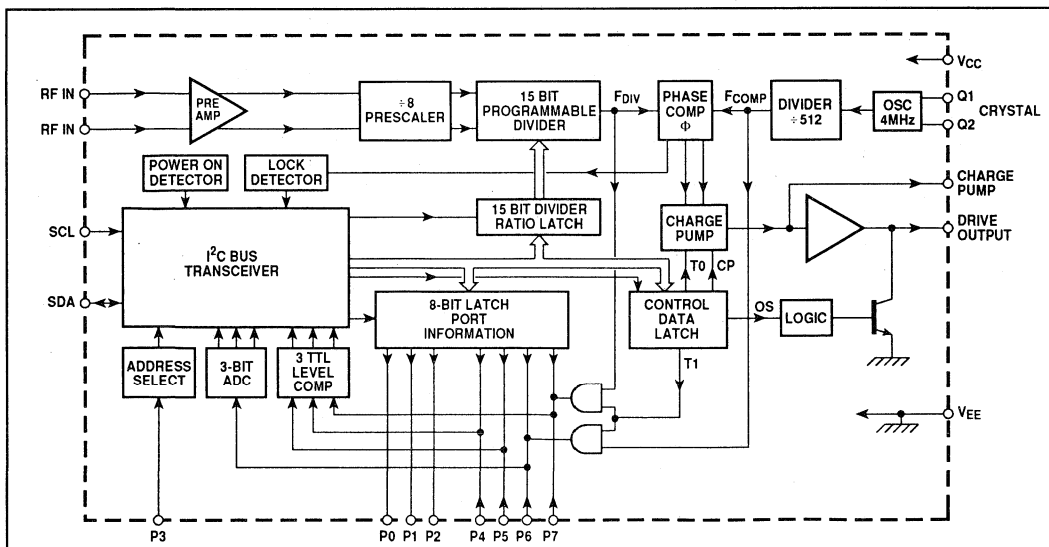 RF IN
RF IN
PRE
AMP
÷8
PRESCALER
15 BIT
PROGRAMMABLE
DIVIDER
FDIV
PHASE
COMP
Φ
FCOMP
DIVIDER
÷512
OSC
4MHz
VCC
Q1
Q2
CRYSTAL
POWER ON
DETECTOR
LOCK
DETECTOR
CHARGE
PUMP
DRIVE
OUTPUT
SCL
SDA
I2C BUS
TRANSCEIVER
15 BIT DIVIDER
RATIO LATCH
CHARGE
PUMP
T0
CP
8-BIT LATCH
PORT
INFORMATION
CONTROL
DATA
LATCH
OS
LOGIC
T1
ADDRESS
SELECT
3-BIT
ADC
3 TTL
LEVEL
COMP
VEE
P3
P0
P1
P2
P4
P5
P6
P7